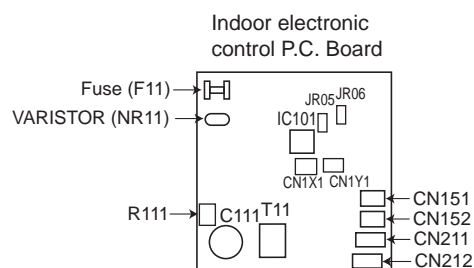 Indoor electronic
control P.C. Board
Fuse (F11)
VARISTOR (NR11)
JR05
JR06
IC101
CN1X1
CN1Y1
R111
C111
T11
CN151
CN152
CN211
CN212